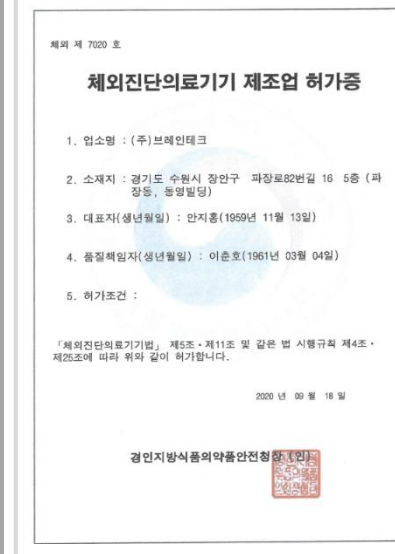 체외 제 7020 호
체외진단의료기기 제조업 허가증
1. 업소명 : (주)브레인테크
2. 소재지 : 경기도 수원시 장안구 파장로82번길 16 5층 (파
장동, 동영빌딩)
3. 대표자(생년월일) : 안지홍(1959년 11월 13일)
4. 품질책임자(생년월일) : 이춘호(1961년 03월 04일)
5. 허가조건 :
「체외진단의료기기법」 제5조·제11조 및 같은 법 시행규칙 제4조·
제25조에 따라 위와 같이 허가합니다.
2020 년 09 월 18 일
경인지방식품의약품안전청장 (인)